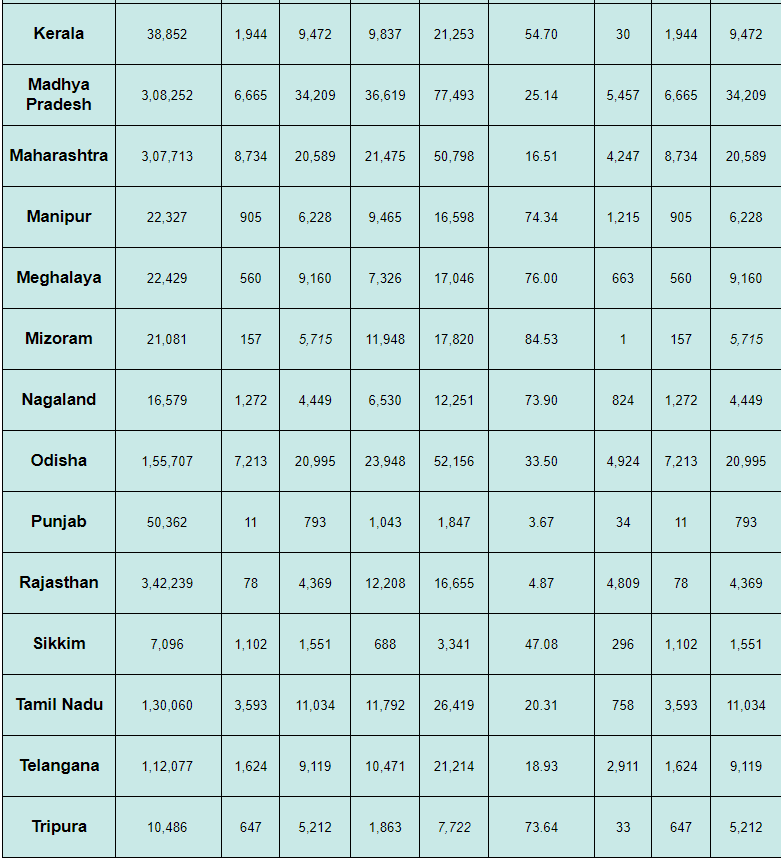 Kerala 38,852 1,944 9,472 9,837 21,253 54.70 30 1,944 9,472
Madhya
Pradesh 3,08,252 6,665 34,209 36,619 77,493 25.14 5,457 6,665 34,209
Maharashtra 3,07,713 8,734 20,589 21,475 50,798 16.51 4,247 8,734 20,589
Manipur 22,327 905 6,228 9,465 16,598 74.34 1,215 905 6,228
Meghalaya 22,429 560 9,160 7,326 17,046 76.00 663 560 9,160
Mizoram 21,081 157 5,715 11,948 17,820 84.53 1 157 5,715
Nagaland 16,579 1,272 4,449 6,530 12,251 73.90 824 1,272 4,449
Odisha 1,55,707 7,213 20,995 23,948 52,156 33.50 4,924 7,213 20,995
Punjab 50,362 11 793 1,043 1,847 3.67 34 11 793
Rajasthan 3,42,239 78 4,369 12,208 16,655 4.87 4,809 78 4,369
Sikkim 7,096 1,102 1,551 688 3,341 47.08 296 1,102 1,551
Tamil Nadu 1,30,060 3,593 11,034 11,792 26,419 20.31 758 3,593 11,034
Telangana 1,12,077 1,624 9,119 10,471 21,214 18.93 2,911 1,624 9,119
Tripura 10,486 647 5,212 1,863 7,722 73.64 33 647 5,212